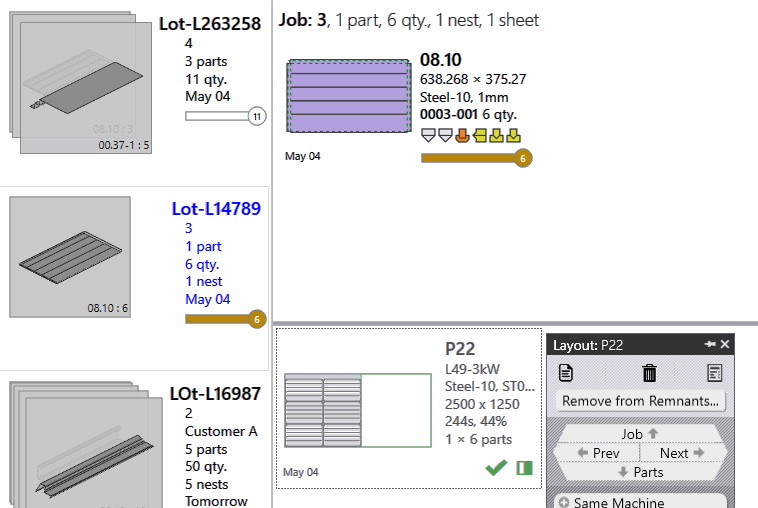 Lot-L263258
4
3 parts
11 qty.
May 04
11
08.10 : 3
00.37-1 : 5
Lot-L14789
3
1 part
6 qty.
1 nest
May 04
6
08.10 : 6
LOt-L16987
2
Customer A
5 parts
50 qty.
5 nests
Tomorrow
Job: 3, 1 part, 6 qty., 1 nest, 1 sheet
08.10
638.268 × 375.27
Steel-10, 1mm
0003-001 6 qty.
May 04
6
P22
L49-3kW
Steel-10, ST0...
2500 x 1250
244s, 44%
1 × 6 parts
May 04
Layout: P22
Remove from Remnants...
Job
Prev
Next
Parts
Same Machine